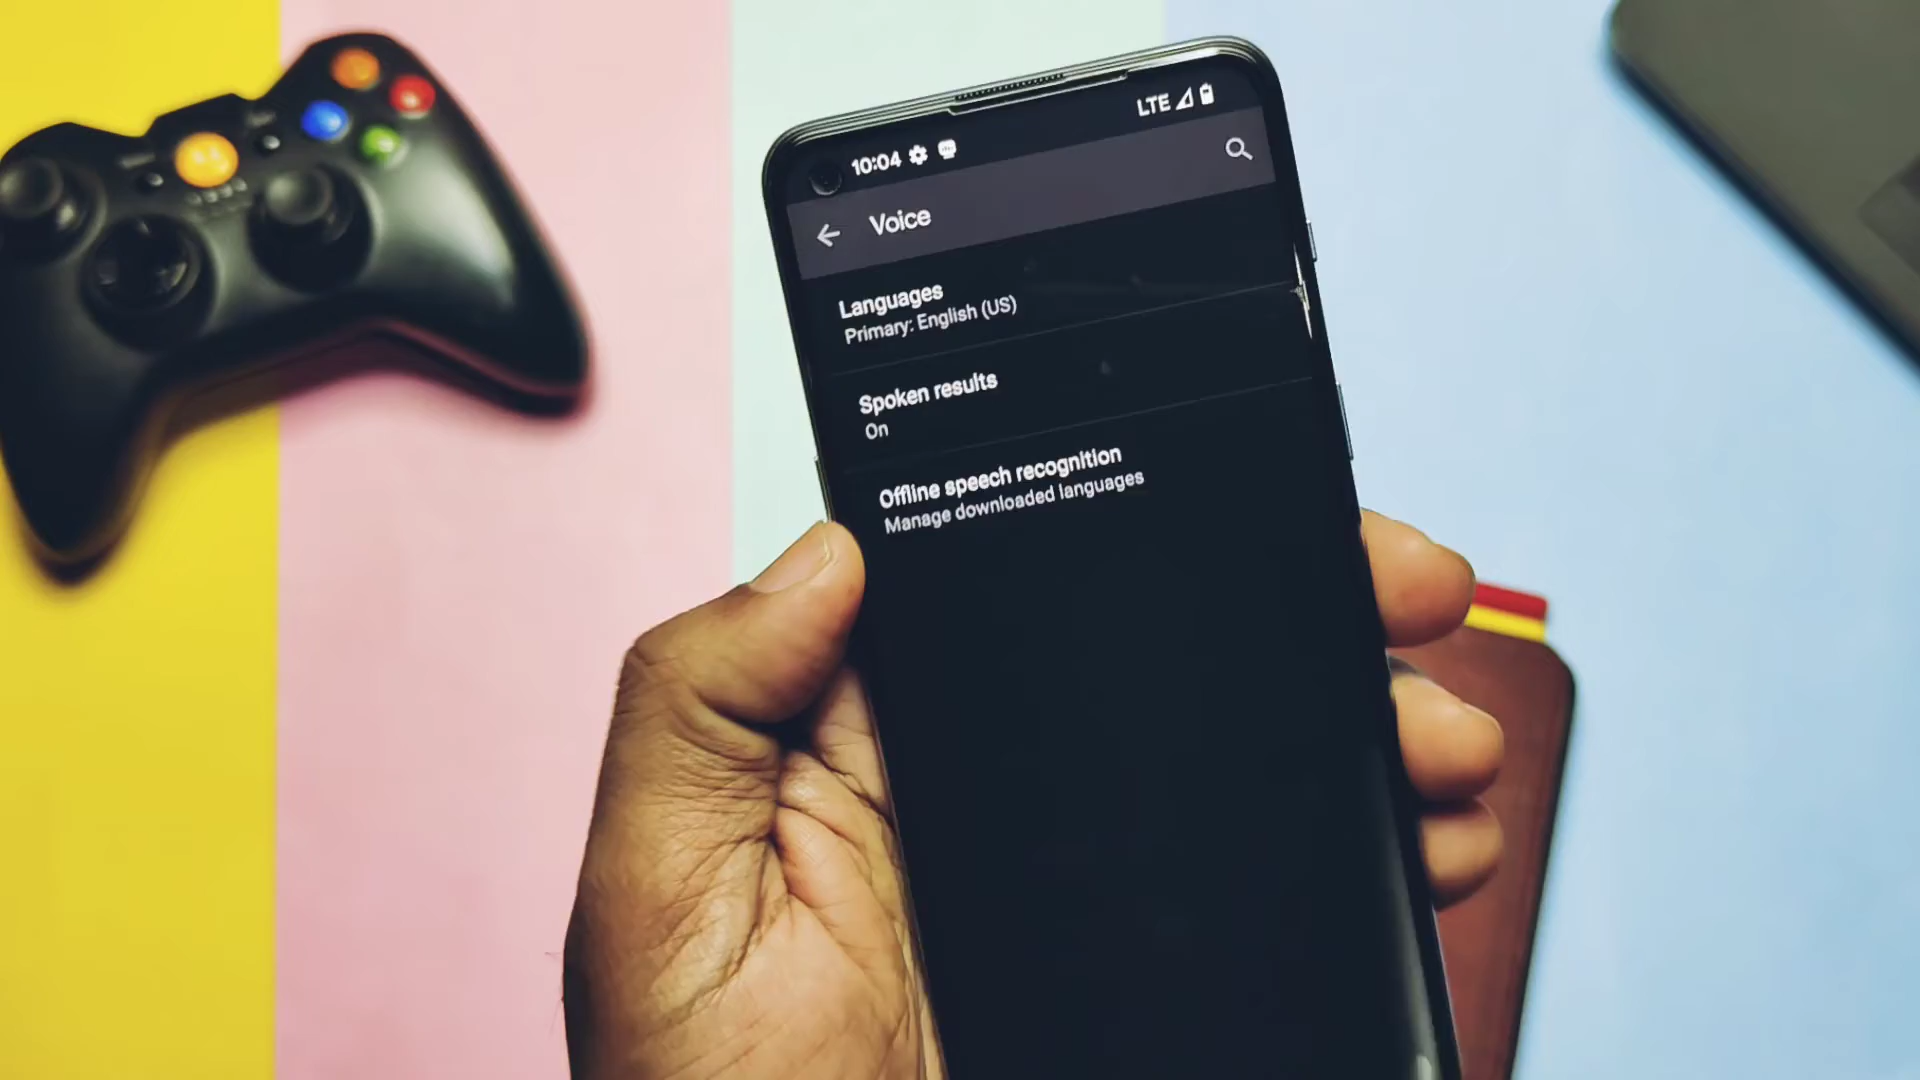 10:04
LTE
Voice
Languages
Primary: English (US)
Spoken results
On
Offline speech recognition
Manage downloaded languages